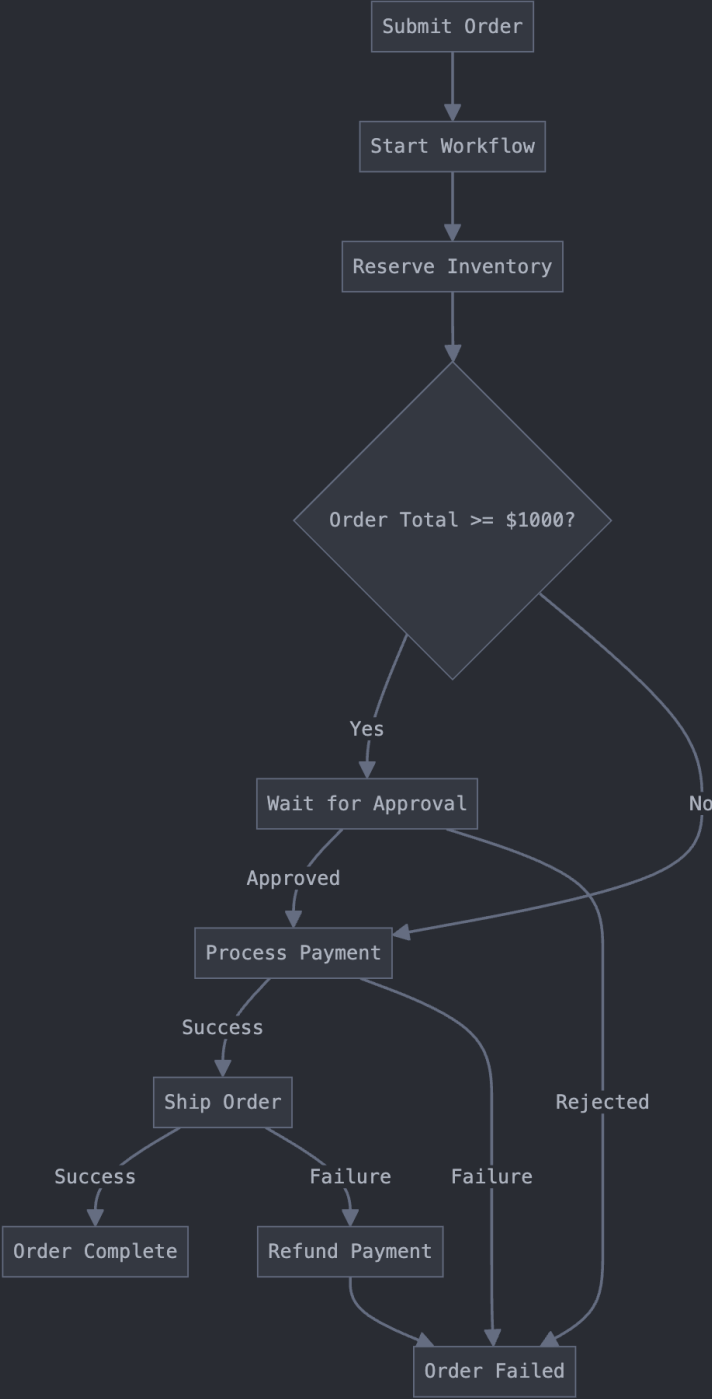 Submit Order
Start Workflow
Reserve Inventory
Order Total >= $1000?
Yes
Wait for Approval
No
Approved
Process Payment
Success
Ship Order
Rejected
Success
Failure
Failure
Order Complete
Refund Payment
Order Failed